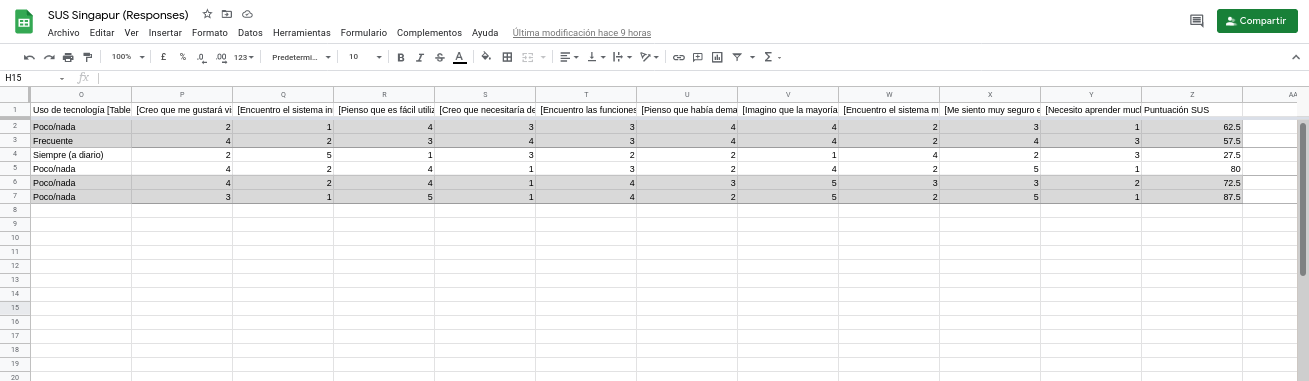 SUS Singapur (Responses)
Archivo Editar Ver Insertar Formato Datos Herramientas Formulario Complementos Ayuda Última modificación hace 9 horas
Compartir
100% £ % .0 .00 123 Predetermi... 10 B I S A Σ
H15 fx
O P Q R S T U V W X Y Z AA
1 Uso de tecnología [Table [Creo que me gustará vi [Encuentro el sistema in [Pienso que es fácil utiliz [Creo que necesitaría de [Encuentro las funciones [Pienso que había dema [Imagino que la mayoría [Encuentro el sistema m [Me siento muy seguro e [Necesito aprender mucl Puntuación SUS
2 Poco/nada 2 1 4 3 3 4 4 2 3 1 62.5
3 Frecuente 4 2 3 4 3 4 4 2 4 3 57.5
4 Siempre (a diario) 2 5 1 3 2 2 1 4 2 3 27.5
5 Poco/nada 4 2 4 1 3 2 4 2 5 1 80
6 Poco/nada 4 2 4 1 4 3 5 3 3 2 72.5
7 Poco/nada 3 1 5 1 4 2 5 2 5 1 87.5
8
9
10
11
12
13
14
15
16
17
18
19
20